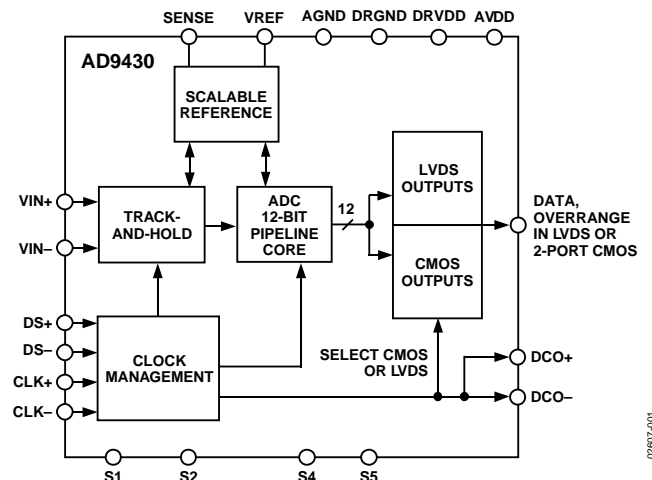 SENSE VREF AGND DRGND DRVDD AVDD
AD9430
SCALABLE
REFERENCE
VIN+
VIN–
TRACK-
AND-HOLD
ADC
12-BIT
PIPELINE
CORE
12
LVDS
OUTPUTS
CMOS
OUTPUTS
DATA,
OVERRANGE
IN LVDS OR
2-PORT CMOS
DS+
DS–
CLK+
CLK–
CLOCK
MANAGEMENT
SELECT CMOS
OR LVDS
DCO+
DCO–
S1 S2 S4 S5
02607-001